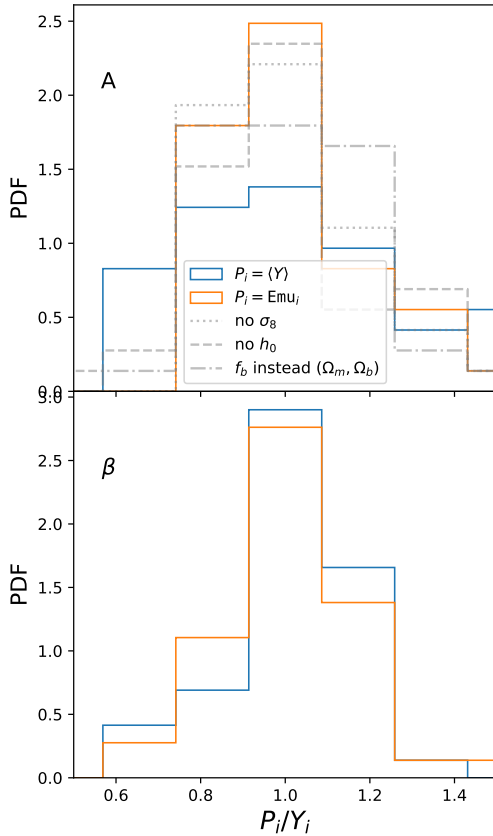 2.5
A
2.0
PDF
1.5
1.0
P_i = ⟨Y⟩
P_i = Emu_i
0.5
no σ_8
no h_0
f_b instead (Ω_m, Ω_b)
0.0
3.0
β
2.5
2.0
PDF
1.5
1.0
0.5
0.0
0.6 0.8 1.0 1.2 1.4
P_i/Y_i